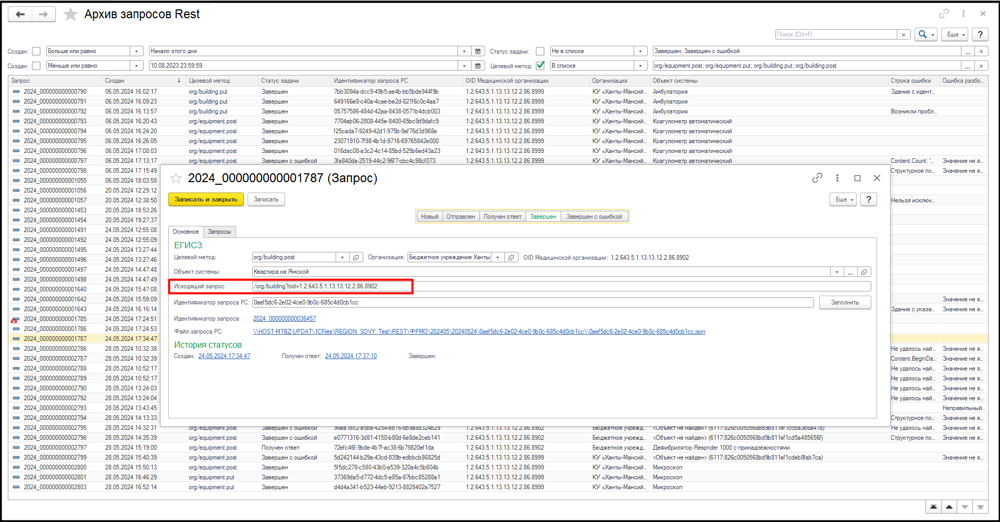 Архив запросов Rest
Поиск (Ctrl+F) × Еще ?
Создан: Больше или равно Начало этого дня Статус задачи: Не в списке Завершен; Завершен с ошибкой ... ×
Создан: Меньше или равно 10.08.2023 23:59:59 Целевой метод: В списке org/equipment.post; org/equipment.put; org/building.put; org/building.post ... ×
Запрос Создан ↓ Целевой метод Статус задачи Идентификатор запроса РС OID Медицинской организации Организация Объект системы Строка ошибки Ошибка разбо...
2024_000000000000790 06.05.2024 16:02:17 org/building.put Завершен 7bb3094a-dcc9-49b5-ae4b-bb5bde944f9b 1.2.643.5.1.13.13.12.2.86.8999 КУ «Ханты-Мансий... Амбулатория Здание с идент...
2024_000000000000791 06.05.2024 16:09:23 org/building.put Завершен 649166e8-c40a-4cae-be2d-821f6c0c4aa7 1.2.643.5.1.13.13.12.2.86.8999 КУ «Ханты-Мансий... Амбулатория
2024_000000000000792 06.05.2024 16:13:57 org/building.put Завершен 05757586-484d-42aa-8438-0571b4dcb003 1.2.643.5.1.13.13.12.2.86.8999 КУ «Ханты-Мансий... Амбулатория Возникли пробл...
2024_000000000000793 06.05.2024 16:20:43 org/equipment.post Завершен 7704ab06-2808-445e-8400-65bc9d9dafc9 1.2.643.5.1.13.13.12.2.86.8999 КУ «Ханты-Мансий... Коагулометр автоматический
2024_000000000000794 06.05.2024 16:24:20 org/equipment.post Завершен f25cada7-9249-42d1-975b-9af76d3d968e 1.2.643.5.1.13.13.12.2.86.8999 КУ «Ханты-Мансий... Коагулометр автоматический
2024_000000000000795 06.05.2024 16:26:05 org/equipment.post Завершен 23071910-7f98-4b1d-9716-69765842e000 1.2.643.5.1.13.13.12.2.86.8999 КУ «Ханты-Мансий... Коагулометр автоматический
2024_000000000000796 06.05.2024 17:08:03 org/equipment.post Завершен 016dac08-a3c2-4c14-85bd-525b6ed43a23 1.2.643.5.1.13.13.12.2.86.8999 КУ «Ханты-Мансий... Коагулометр автоматический
2024_000000000000797 06.05.2024 17:13:17 org/equipment.post Завершен с ошибкой 3fa840da-2519-44c2-96f7-cbc4c98cf073 1.2.643.5.1.13.13.12.2.86.8999 КУ «Ханты-Мансий... Коагулометр автоматический Content.Count: '... Значение не я...
2024_000000000000798 06.05.2024 17:15:49 Структурное по... Значение не я...
2024_000000000001055 06.05.2024 18:03:58
2024_000000000001056 20.05.2024 12:29:12
2024_000000000001057 20.05.2024 12:38:50 Нельзя исключ...
2024_000000000001453 20.05.2024 18:53:26
2024_000000000001454 20.05.2024 19:27:37
2024_000000000001491 24.05.2024 12:55:08
2024_000000000001492 24.05.2024 12:55:09
2024_000000000001495 24.05.2024 13:27:44
2024_000000000001496 24.05.2024 13:27:46
2024_000000000001497 24.05.2024 14:47:48
2024_000000000001498 24.05.2024 14:47:49
2024_000000000001640 24.05.2024 15:47:08
2024_000000000001642 24.05.2024 15:59:09 Значение не я...
2024_000000000001643 24.05.2024 16:16:14 Здание с указа... Значение не я...
2024_000000000001785 24.05.2024 17:24:51
2024_000000000001786 24.05.2024 17:24:53
2024_000000000001787 24.05.2024 17:34:47
2024_000000000002786 28.05.2024 10:32:38 Не удалось най... Значение не я...
2024_000000000002787 28.05.2024 10:32:39 Content.BeginDa... Значение не я...
2024_000000000002788 28.05.2024 10:52:17 Не удалось най... Значение не я...
2024_000000000002789 28.05.2024 10:52:17 Не удалось най... Значение не я...
2024_000000000002790 28.05.2024 13:24:03 Не удалось най... Значение не я...
2024_000000000002792 28.05.2024 13:24:04 Не удалось най... Значение не я...
2024_000000000002793 28.05.2024 13:43:45 Неправильный...
2024_000000000002794 28.05.2024 14:13:33 Структурное по... Значение не я...
2024_000000000002795 28.05.2024 14:32:31 org/equipment.post Завершен с ошибкой 1.2.643.5.1.13.13.12.2.86.8902 Бюджетное учрежд... <Объект не найден> Не удалось най... Значение не я...
2024_000000000002796 28.05.2024 14:35:39 org/equipment.post Завершен с ошибкой e0771316-3d81-4150-b80d-6e8de2ceb141 1.2.643.5.1.13.13.12.2.86.8902 Бюджетное учрежд... <Объект не найден> (6117:826c0050568bd9b811ef1cd5a485656f) Структурное по... Значение не я...
2024_000000000002797 28.05.2024 15:19:00 org/equipment.post Получен ответ 72efc46f-9bde-4b7f-ac38-6b79820ef1da 1.2.643.5.1.13.13.12.2.86.8902 Бюджетное учрежд... Дефибрилятор Respnder 1000 с принадлежностями
2024_000000000002799 28.05.2024 15:40:39 org/equipment.post Завершен с ошибкой 5d242144-b29a-43cd-839b-edbbcb86825d 1.2.643.5.1.13.13.12.2.86.8999 КУ «Ханты-Мансий... <Объект не найден> (6117:826c0050568bd9b811ef1cdeb8fab7ca) Значение не я...
2024_000000000002800 28.05.2024 15:50:13 org/equipment.post Завершен 5f5dc278-c580-43b0-a539-320a4c5b604b 1.2.643.5.1.13.13.12.2.86.8999 КУ «Ханты-Мансий... Микроскоп
2024_000000000002801 28.05.2024 16:46:29 org/equipment.put Завершен 37369da5-d772-4dc5-a85a-87bbc85288a1 1.2.643.5.1.13.13.12.2.86.8999 КУ «Ханты-Мансий... Микроскоп
2024_000000000002803 28.05.2024 16:52:14 org/equipment.put Завершен d4d4a341-b523-44eb-9213-8828402a7527 1.2.643.5.1.13.13.12.2.86.8999 КУ «Ханты-Мансий... Микроскоп
2024_000000000001787 (Запрос)
Записать и закрыть Записать Еще ?
Новый Отправлен Получен ответ Завершен Завершен с ошибкой
Основное Запросы
ЕГИСЗ
Целевой метод: org/building.post Организация: Бюджетное учреждение Ханты OID Медицинской организации: 1.2.643.5.1.13.13.12.2.86.8902
Объект системы: Квартира на Ямской ...
Исходящий запрос: /org/building?oid=1.2.643.5.1.13.13.12.2.86.8902
Идентификатор запроса РС: 0aef5dc6-2e02-4ce0-9b0c-685c4d0cb1cc Заполнить
Идентификатор запроса: 2024_000000000036457
Файл запроса РС: \\HOST-MTBZ-UPDAT\1CFiles\REGION_SOVY_Test\REST\ФРМО\202405\20240524\0aef5dc6-2e02-4ce0-9b0c-685c4d0cb1cc\\0aef5dc6-2e02-4ce0-9b0c-685c4d0cb1cc.json
История статусов
Создан: 24.05.2024 17:34:47 Получен ответ: 24.05.2024 17:37:10 Завершен: